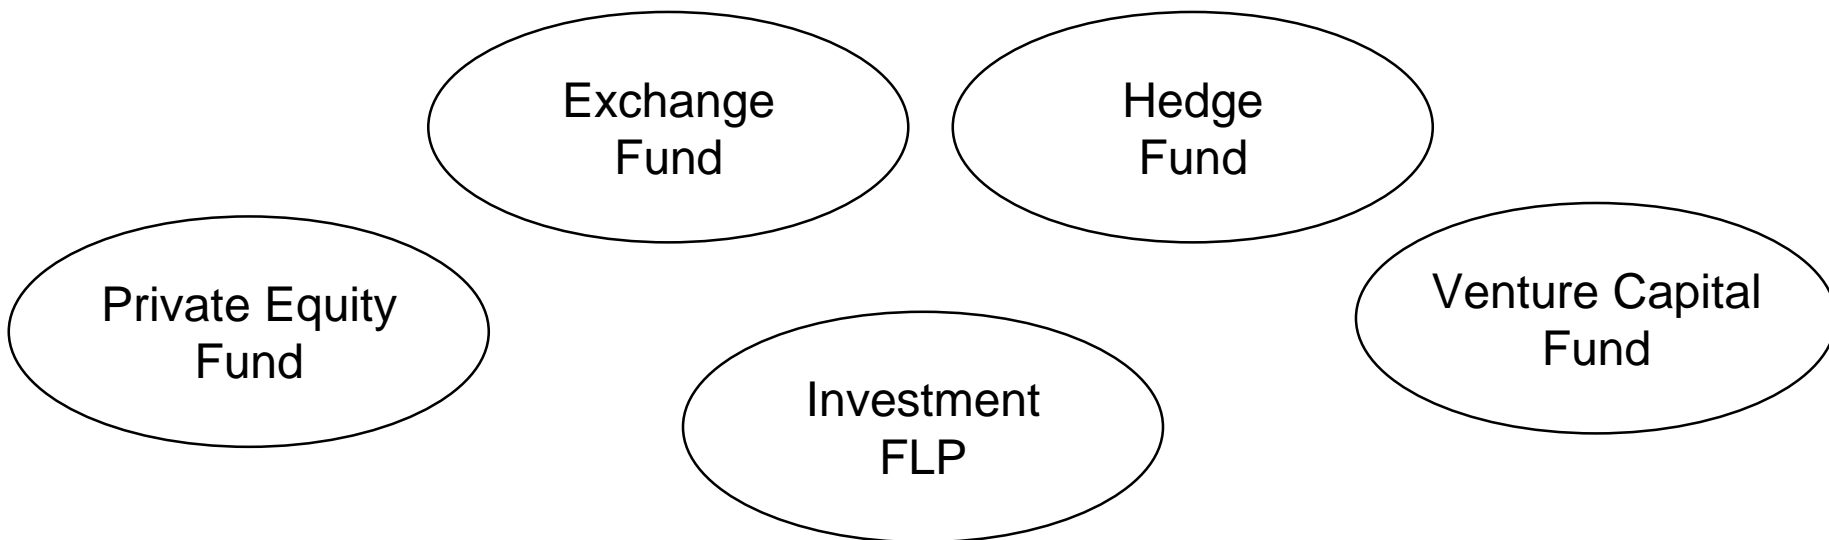 Exchange
Fund
Hedge
Fund
Private Equity
Fund
Venture Capital
Fund
Investment
FLP